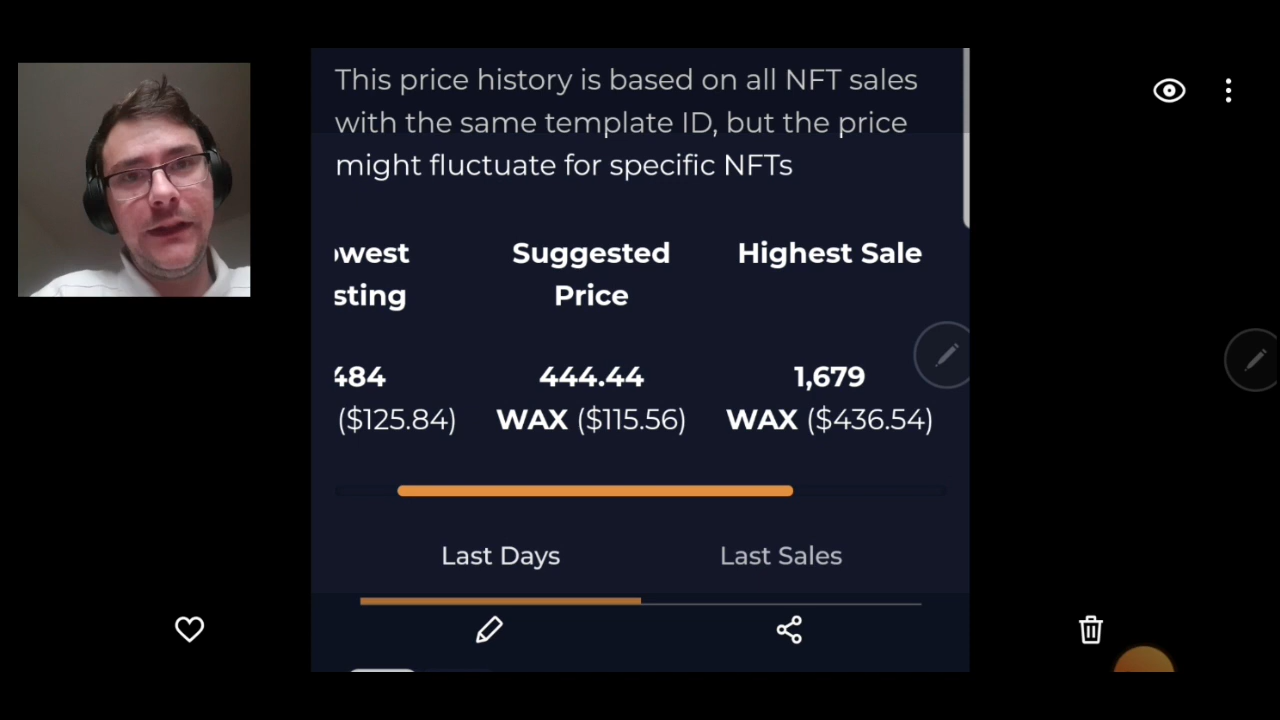 This price history is based on all NFT sales
with the same template ID, but the price
might fluctuate for specific NFTs
west Suggested Highest Sale
sting Price
484 444.44 1,679
($125.84) WAX ($115.56) WAX ($436.54)
Last Days Last Sales